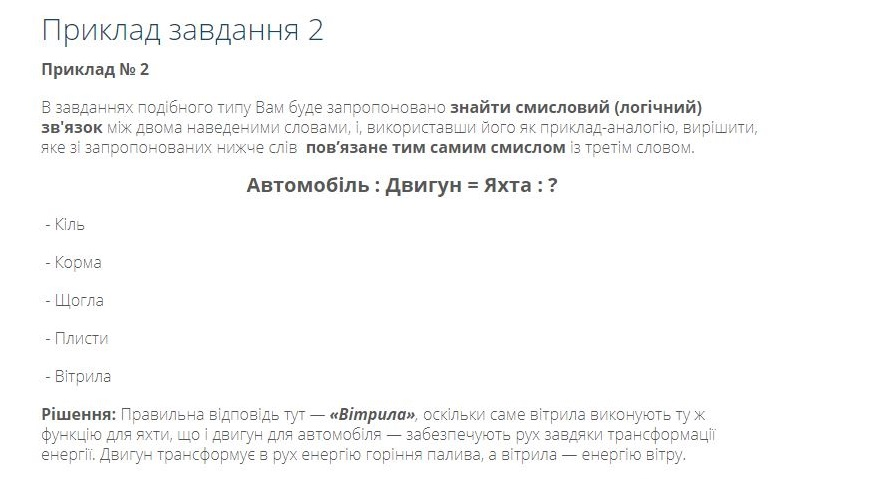 Приклад завдання 2
Приклад № 2
В завданнях подібного типу Вам буде запропоновано знайти смисловий (логічний)
зв'язок між двома наведеними словами, і, використавши його як приклад-аналогію, вирішити,
яке зі запропонованих нижче слів пов’язане тим самим смислом із третім словом.
Автомобіль : Двигун = Яхта : ?
- Кіль
- Корма
- Щогла
- Плисти
- Вітрила
Рішення: Правильна відповідь тут — «Вітрила», оскільки саме вітрила виконують ту ж
функцію для яхти, що і двигун для автомобіля — забезпечують рух завдяки трансформації
енергії. Двигун трансформує в рух енергію горіння палива, а вітрила — енергію вітру.